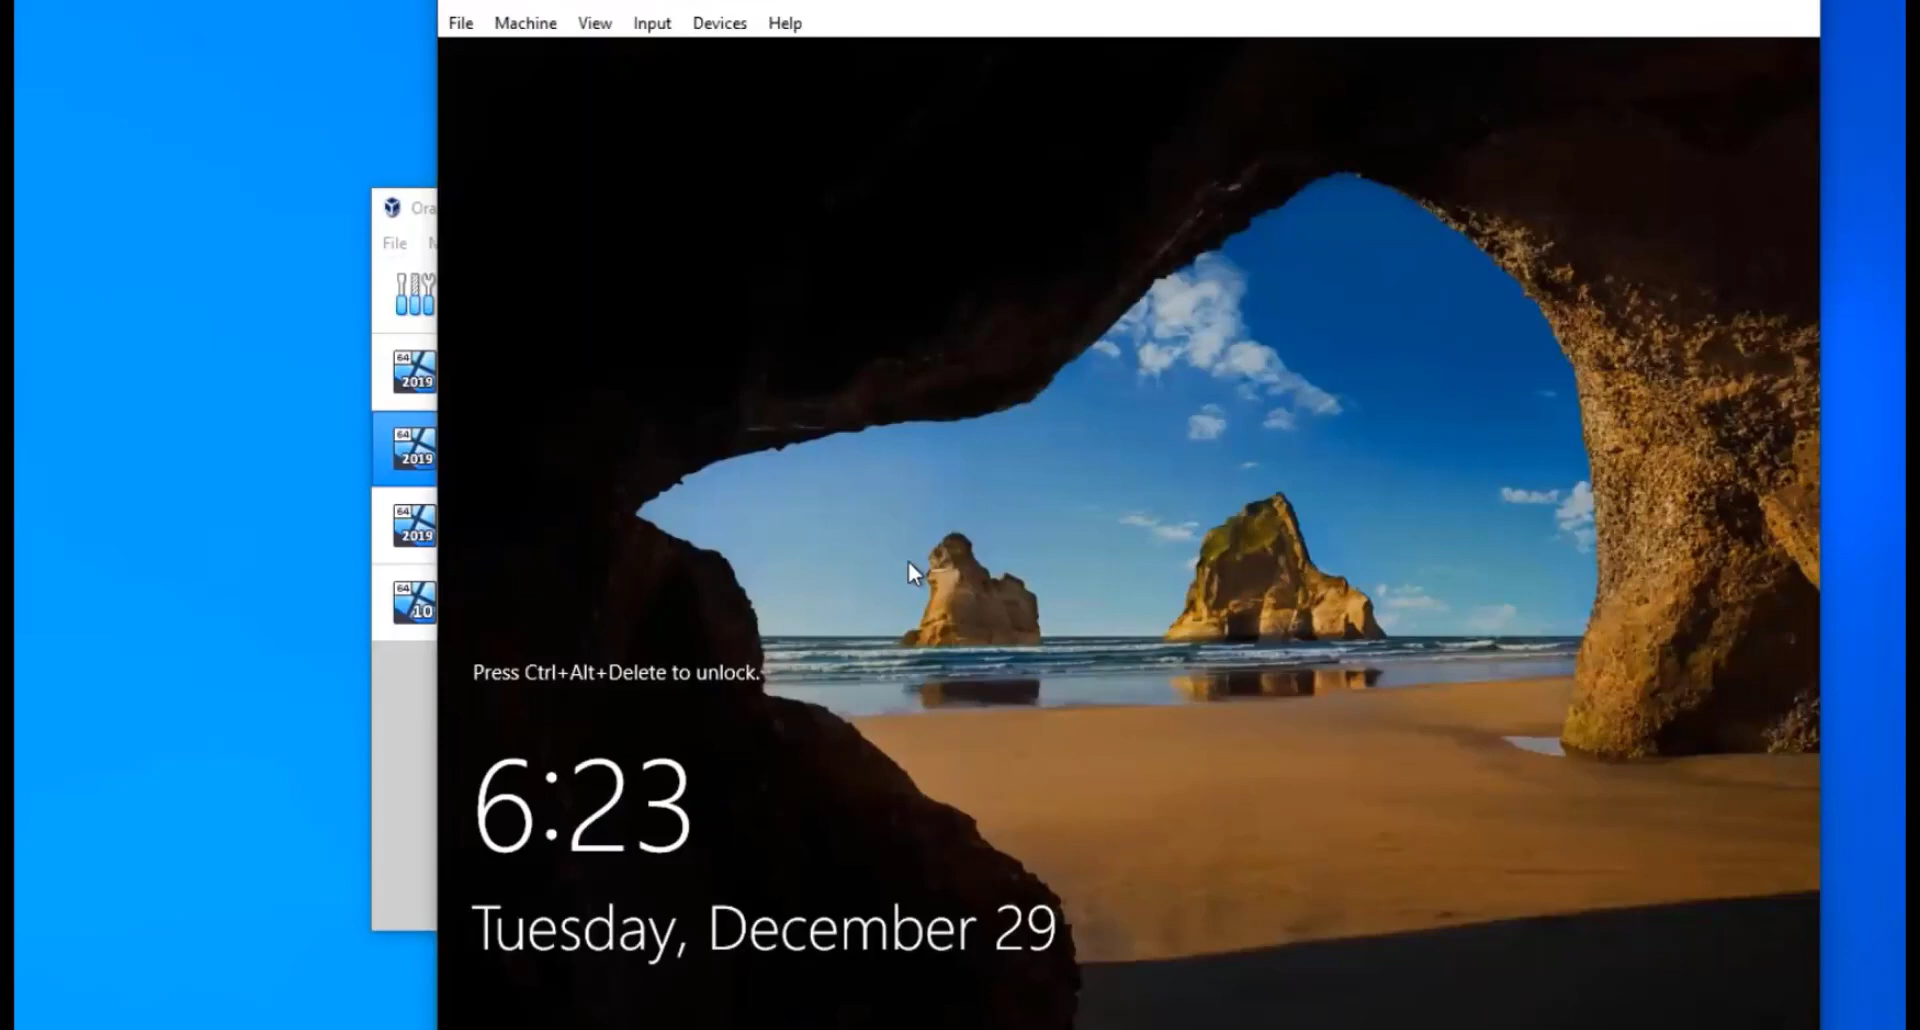 File Machine View Input Devices Help
Ora
File M
64
2019
64
2019
64
2019
64
10
Press Ctrl+Alt+Delete to unlock.
6:23
Tuesday, December 29